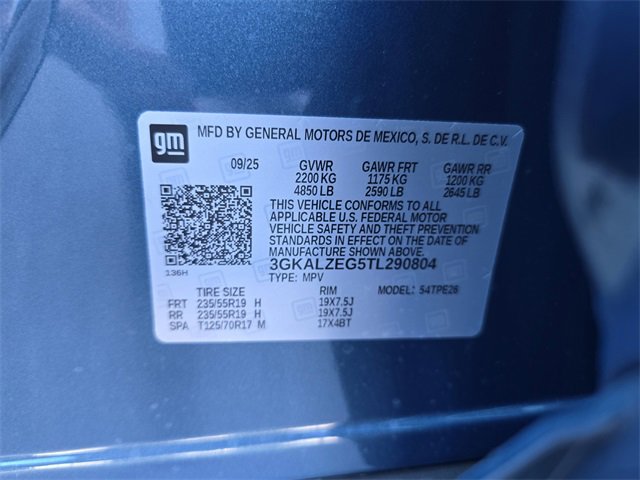 gm MFD BY GENERAL MOTORS DE MEXICO, S. DE R.L. DE C.V.
09/25 GVWR GAWR FRT GAWR RR
2200 KG 1175 KG 1200 KG
4850 LB 2590 LB 2645 LB
THIS VEHICLE CONFORMS TO ALL
APPLICABLE U.S. FEDERAL MOTOR
VEHICLE SAFETY AND THEFT PREVENTION
STANDARDS IN EFFECT ON THE DATE OF
MANUFACTURE SHOWN ABOVE.
3GKALZEG5TL290804
136H TYPE: MPV MODEL: 54TPE26
TIRE SIZE RIM
FRT 235/55R19 H 19X7.5J
RR 235/55R19 H 19X7.5J
SPA T125/70R17 M 17X4BT